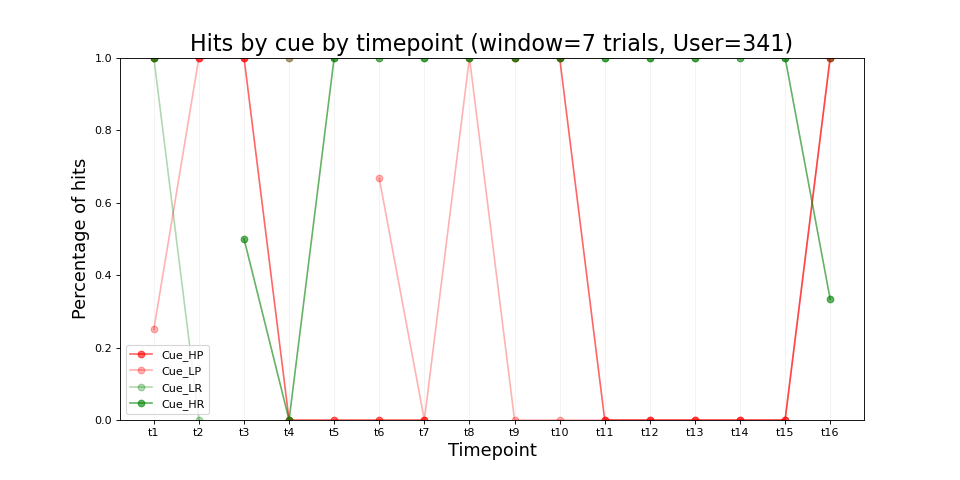 Hits by cue by timepoint (window=7 trials, User=341)
Percentage of hits
1.0
0.8
0.6
0.4
0.2
0.0
Cue_HP
Cue_LP
Cue_LR
Cue_HR
t1 t2 t3 t4 t5 t6 t7 t8 t9 t10 t11 t12 t13 t14 t15 t16
Timepoint